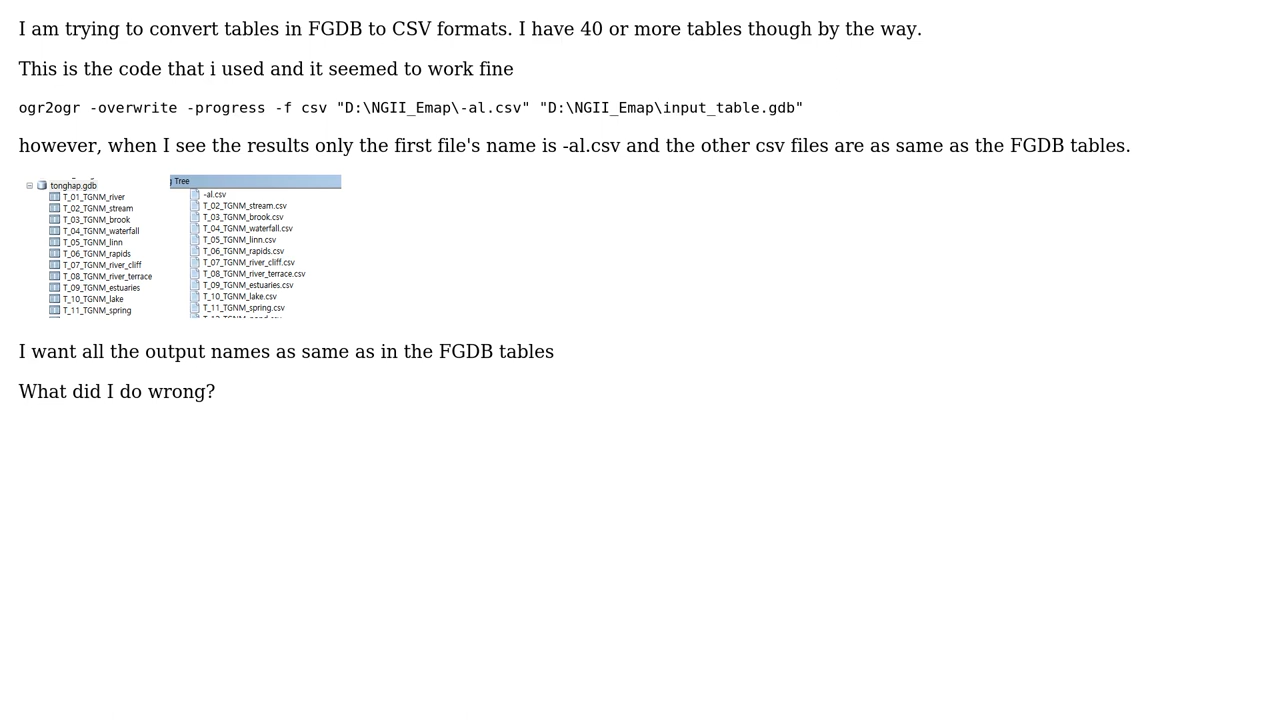 I am trying to convert tables in FGDB to CSV formats. I have 40 or more tables though by the way.
This is the code that i used and it seemed to work fine
ogr2ogr -overwrite -progress -f csv "D:\NGII_Emap\-al.csv" "D:\NGII_Emap\input_table.gdb"
however, when I see the results only the first file's name is -al.csv and the other csv files are as same as the FGDB tables.
tonghap.gdb
T_01_TGNM_river
T_02_TGNM_stream
T_03_TGNM_brook
T_04_TGNM_waterfall
T_05_TGNM_linn
T_06_TGNM_rapids
T_07_TGNM_river_cliff
T_08_TGNM_river_terrace
T_09_TGNM_estuaries
T_10_TGNM_lake
T_11_TGNM_spring
Tree
-al.csv
T_02_TGNM_stream.csv
T_03_TGNM_brook.csv
T_04_TGNM_waterfall.csv
T_05_TGNM_linn.csv
T_06_TGNM_rapids.csv
T_07_TGNM_river_cliff.csv
T_08_TGNM_river_terrace.csv
T_09_TGNM_estuaries.csv
T_10_TGNM_lake.csv
T_11_TGNM_spring.csv
I want all the output names as same as in the FGDB tables
What did I do wrong?